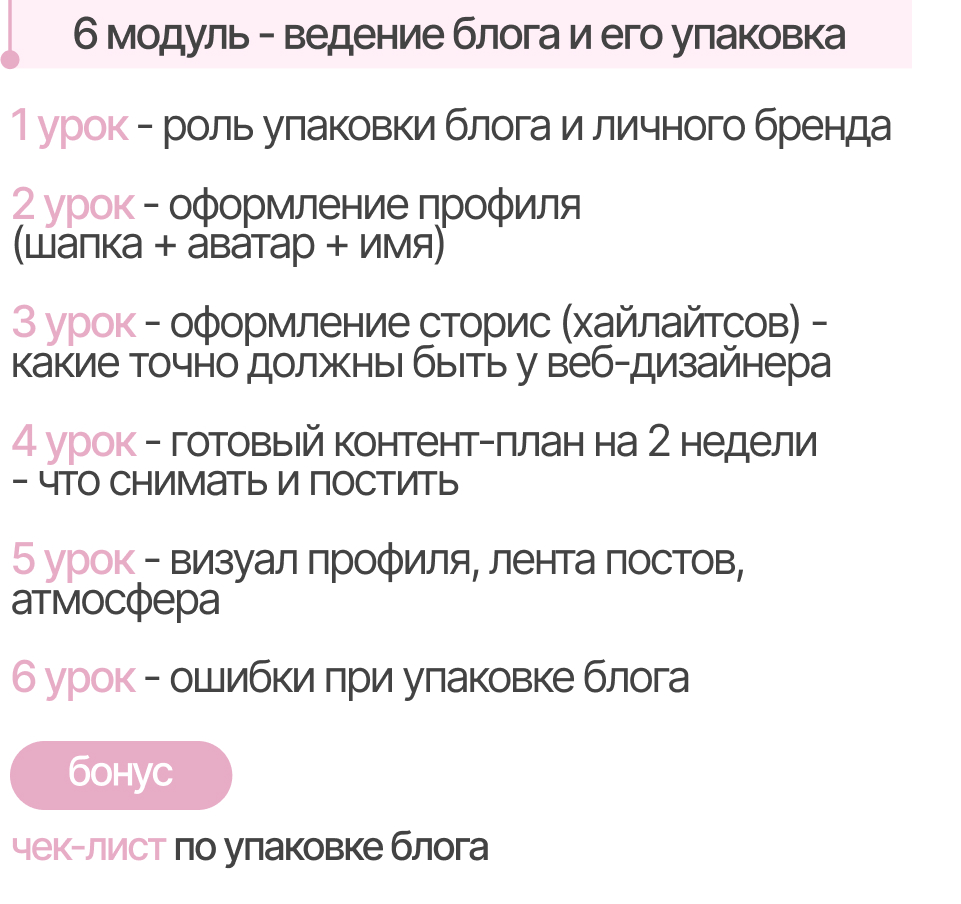 6 модуль - ведение блога и его упаковка
1 урок - роль упаковки блога и личного бренда
2 урок - оформление профиля
(шапка + аватар + имя)
3 урок - оформление сторис (хайлайтсов) -
какие точно должны быть у веб-дизайнера
4 урок - готовый контент-план на 2 недели
- что снимать и постить
5 урок - визуал профиля, лента постов,
атмосфера
6 урок - ошибки при упаковке блога
бонус
чек-лист по упаковке блога